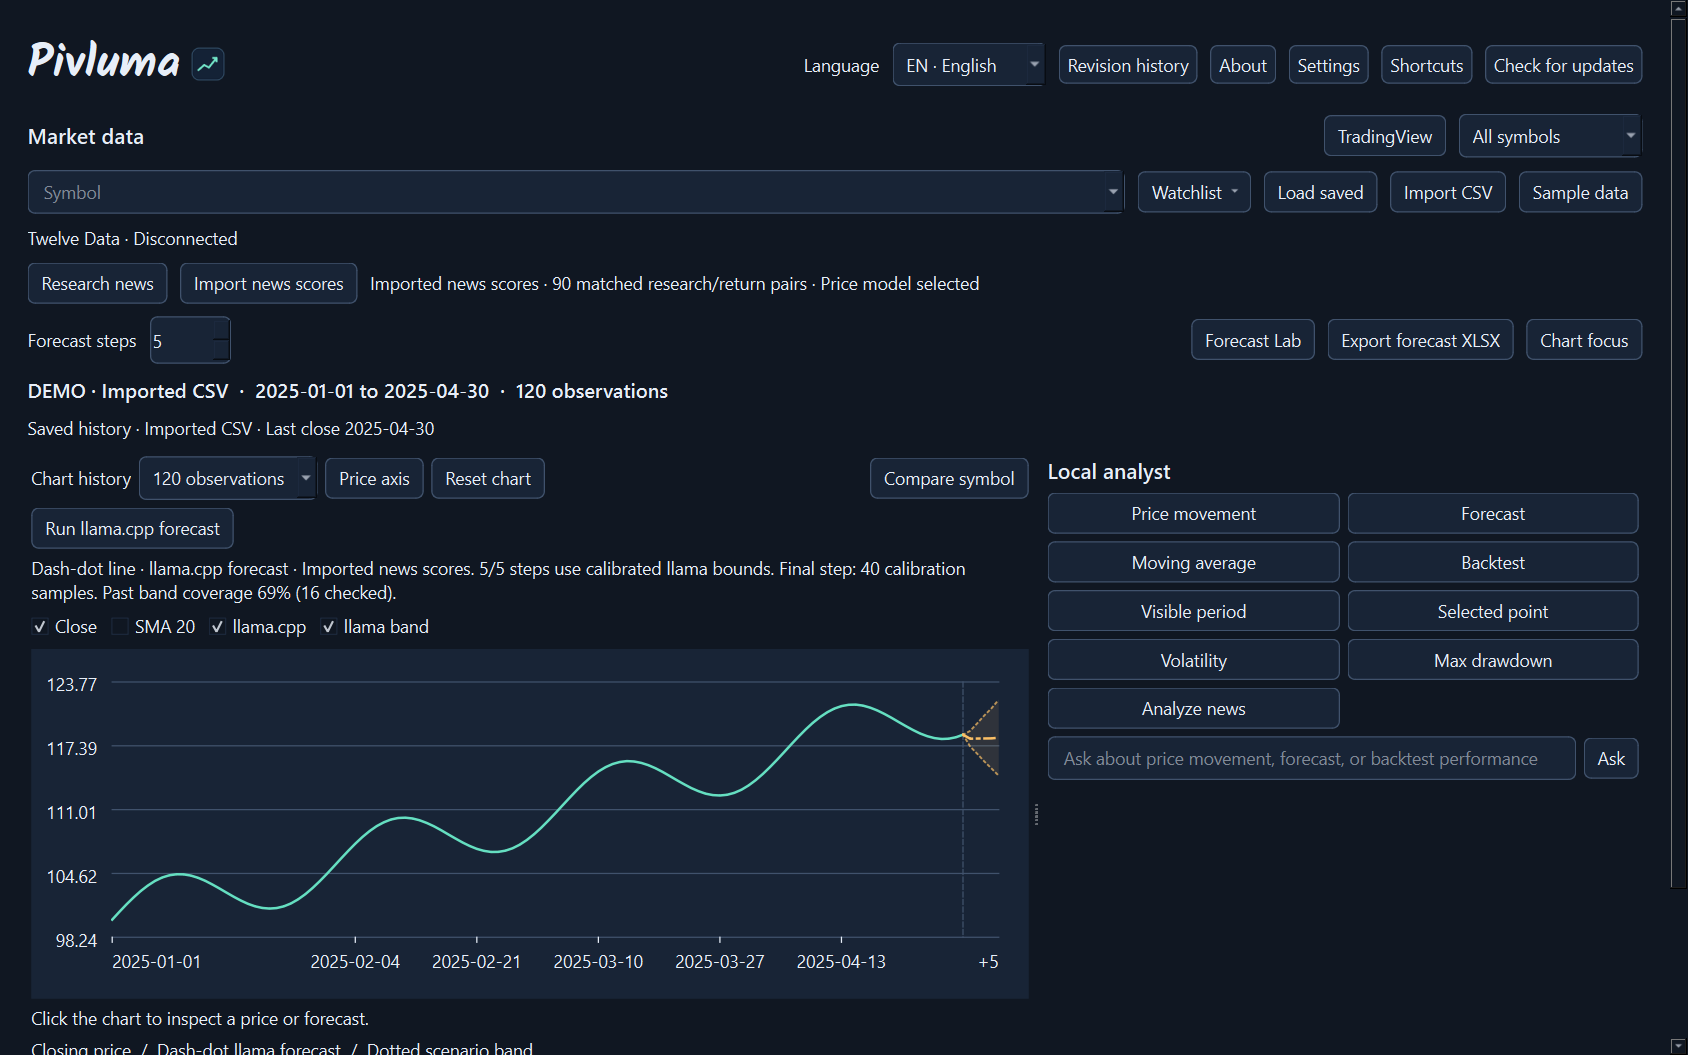 Pivluma
Language EN · English Revision history About Settings Shortcuts Check for updates
Market data TradingView All symbols
Symbol Watchlist Load saved Import CSV Sample data
Twelve Data · Disconnected
Research news Import news scores Imported news scores · 90 matched research/return pairs · Price model selected
Forecast steps 5 Forecast Lab Export forecast XLSX Chart focus
DEMO · Imported CSV · 2025-01-01 to 2025-04-30 · 120 observations
Saved history · Imported CSV · Last close 2025-04-30
Chart history 120 observations Price axis Reset chart Compare symbol
Run llama.cpp forecast
Dash-dot line · llama.cpp forecast · Imported news scores. 5/5 steps use calibrated llama bounds. Final step: 40 calibration
samples. Past band coverage 69% (16 checked).
Close SMA 20 llama.cpp llama band
123.77
117.39
111.01
104.62
98.24
2025-01-01 2025-02-04 2025-02-21 2025-03-10 2025-03-27 2025-04-13 +5
Click the chart to inspect a price or forecast.
Closing price / Dash-dot llama forecast / Dotted scenario band
Local analyst
Price movement Forecast
Moving average Backtest
Visible period Selected point
Volatility Max drawdown
Analyze news
Ask about price movement, forecast, or backtest performance Ask